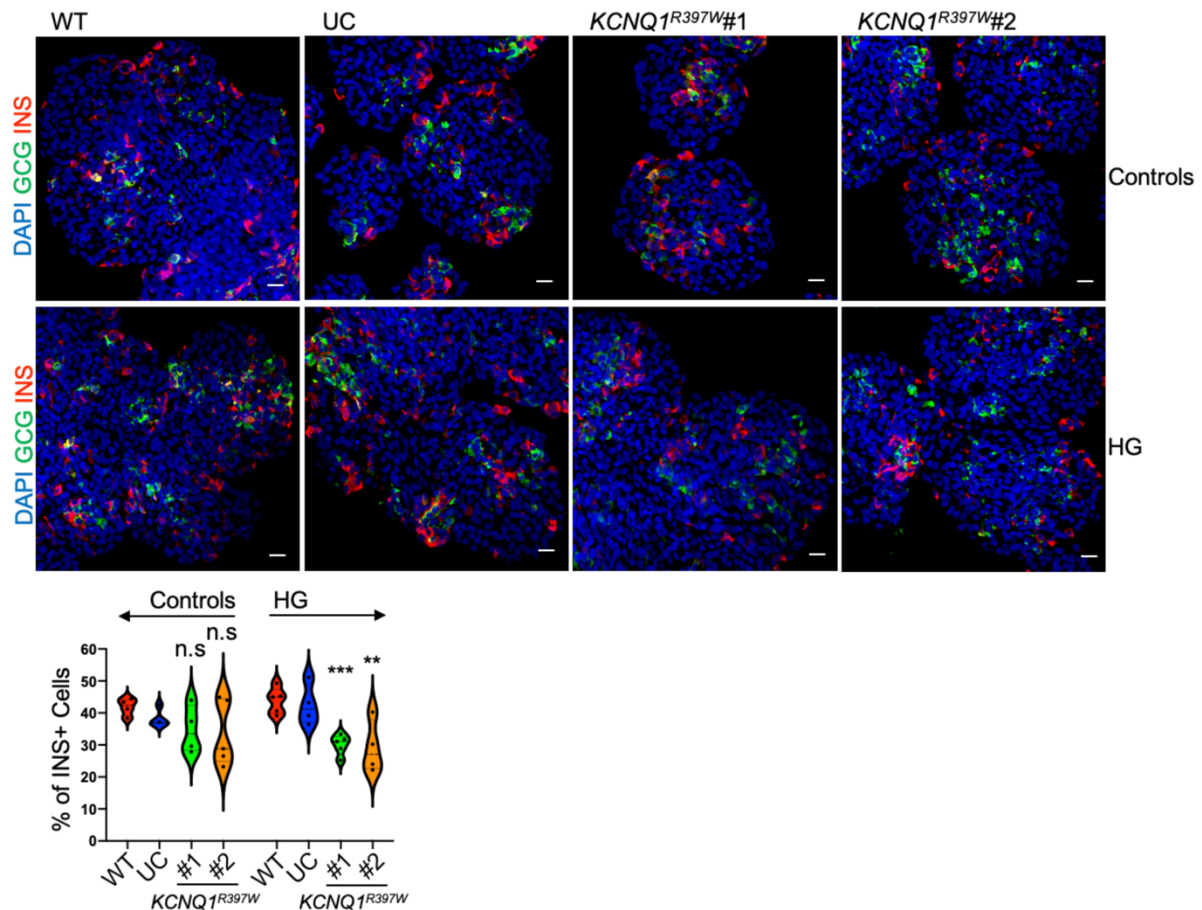 WT UC KCNQ1R397W#1 KCNQ1R397W#2
DAPI GCG INS
Controls
DAPI GCG INS
HG
Controls HG
n.s n.s *** **
% of INS+ Cells
60
50
40
30
20
10
0
WT UC #1 #2 WT UC #1 #2
KCNQ1R397W KCNQ1R397W